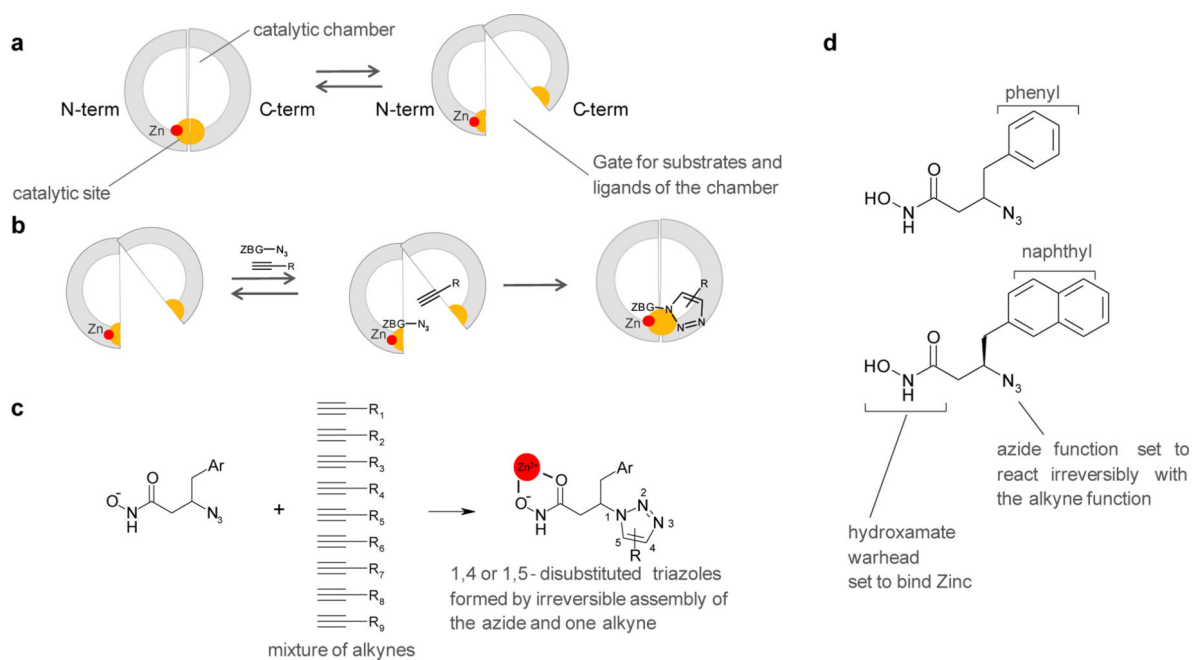 a
catalytic chamber
N-term
C-term
Zn
catalytic site
N-term
C-term
Zn
Gate for substrates and
ligands of the chamber
b
Zn
ZBG—N3
R
R
ZBG—N3
Zn
R
ZBG
N
N=N
Zn
c
O-
N
H
O
Ar
N3
+
R1
R2
R3
R4
R5
R6
R7
R8
R9
mixture of alkynes
Zn2+
O-
N
H
O
Ar
N
N
N
1
2
3
4
5
R
1,4 or 1,5- disubstituted triazoles
formed by irreversible assembly of
the azide and one alkyne
d
phenyl
O
HO
N
H
N3
naphthyl
O
HO
N
H
N3
azide function set to
react irreversibly with
the alkyne function
hydroxamate
warhead
set to bind Zinc